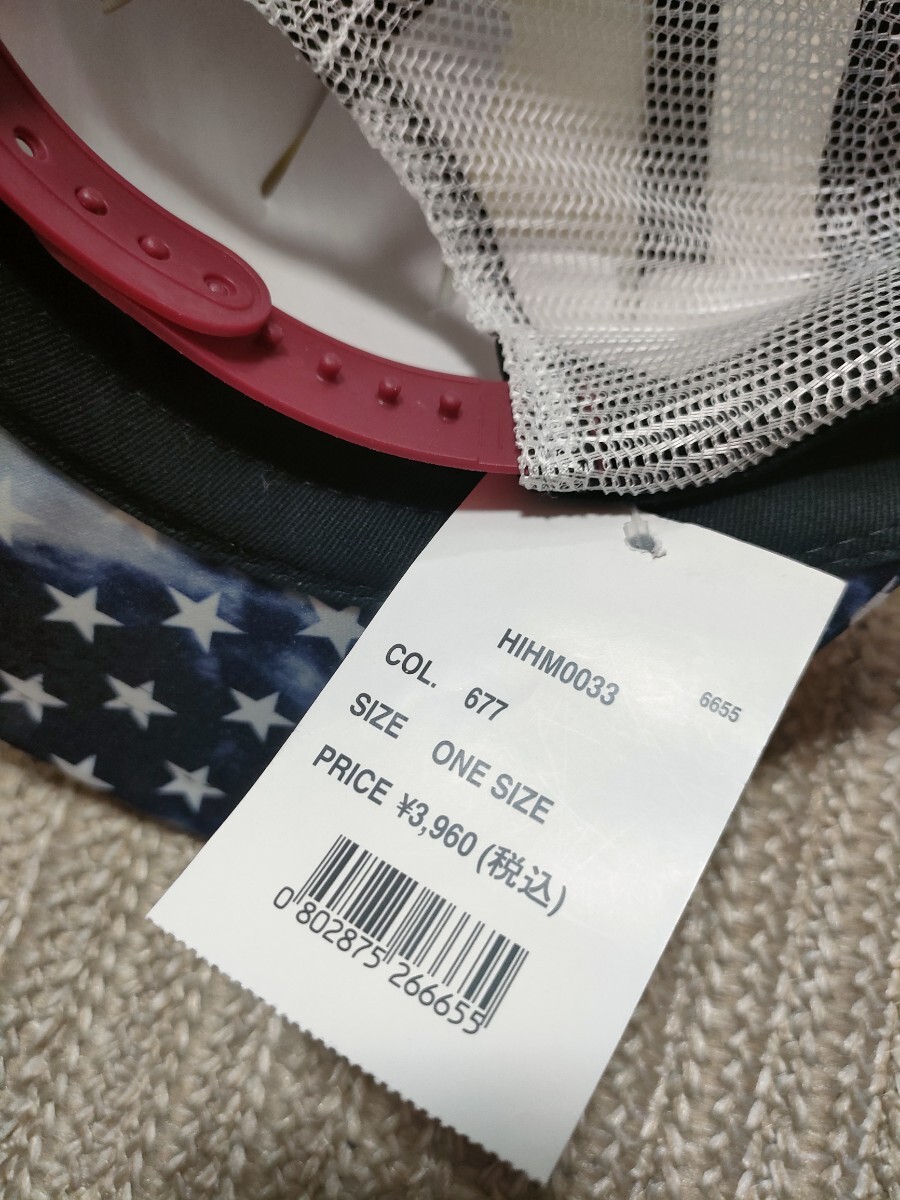 HIHM0033 6655
COL. 677
SIZE ONE SIZE
PRICE ¥3,960 (税込)
0 802875 266655